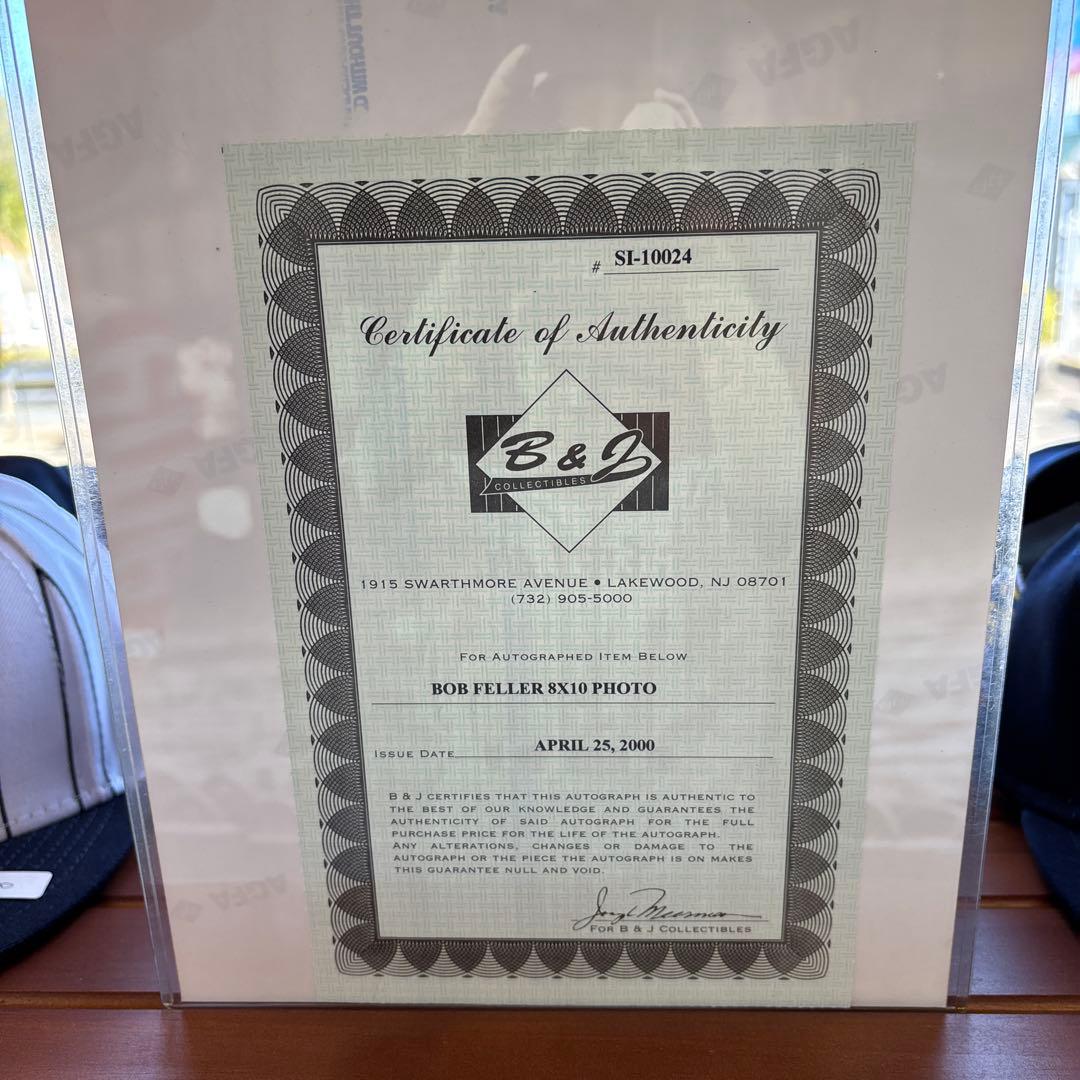 AGFA
AGFA
# SI-10024
Certificate of Authenticity
B & J
COLLECTIBLES
1915 SWARTHMORE AVENUE • LAKEWOOD, NJ 08701
(732) 905-5000
FOR AUTOGRAPHED ITEM BELOW
BOB FELLER 8X10 PHOTO
ISSUE DATE APRIL 25, 2000
B & J CERTIFIES THAT THIS AUTOGRAPH IS AUTHENTIC TO
THE BEST OF OUR KNOWLEDGE AND GUARANTEES THE
AUTHENTICITY OF SAID AUTOGRAPH FOR THE FULL
PURCHASE PRICE FOR THE LIFE OF THE AUTOGRAPH.
ANY ALTERATIONS, CHANGES OR DAMAGE TO THE
AUTOGRAPH OR THE PIECE THE AUTOGRAPH IS ON MAKES
THIS GUARANTEE NULL AND VOID.
FOR B & J COLLECTIBLES
AGFA
AGFA
AGFA
AGFA